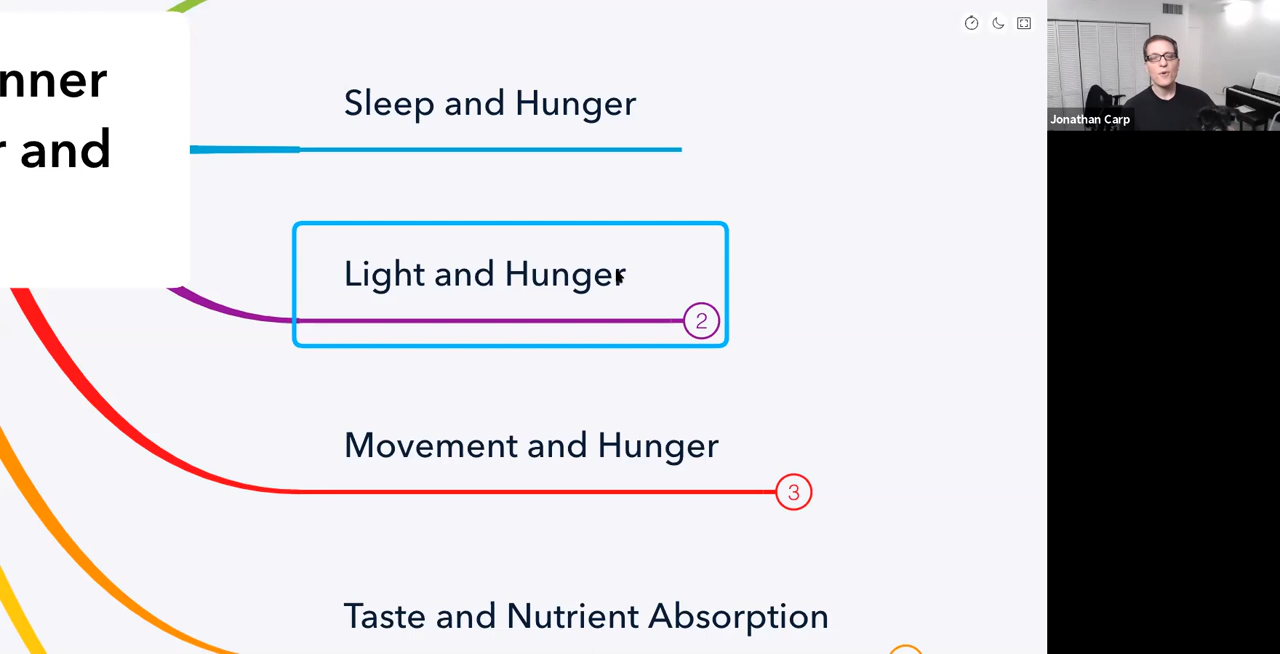 nner
r and
Sleep and Hunger
Light and Hunger
2
Movement and Hunger
3
Taste and Nutrient Absorption
Jonathan Carp